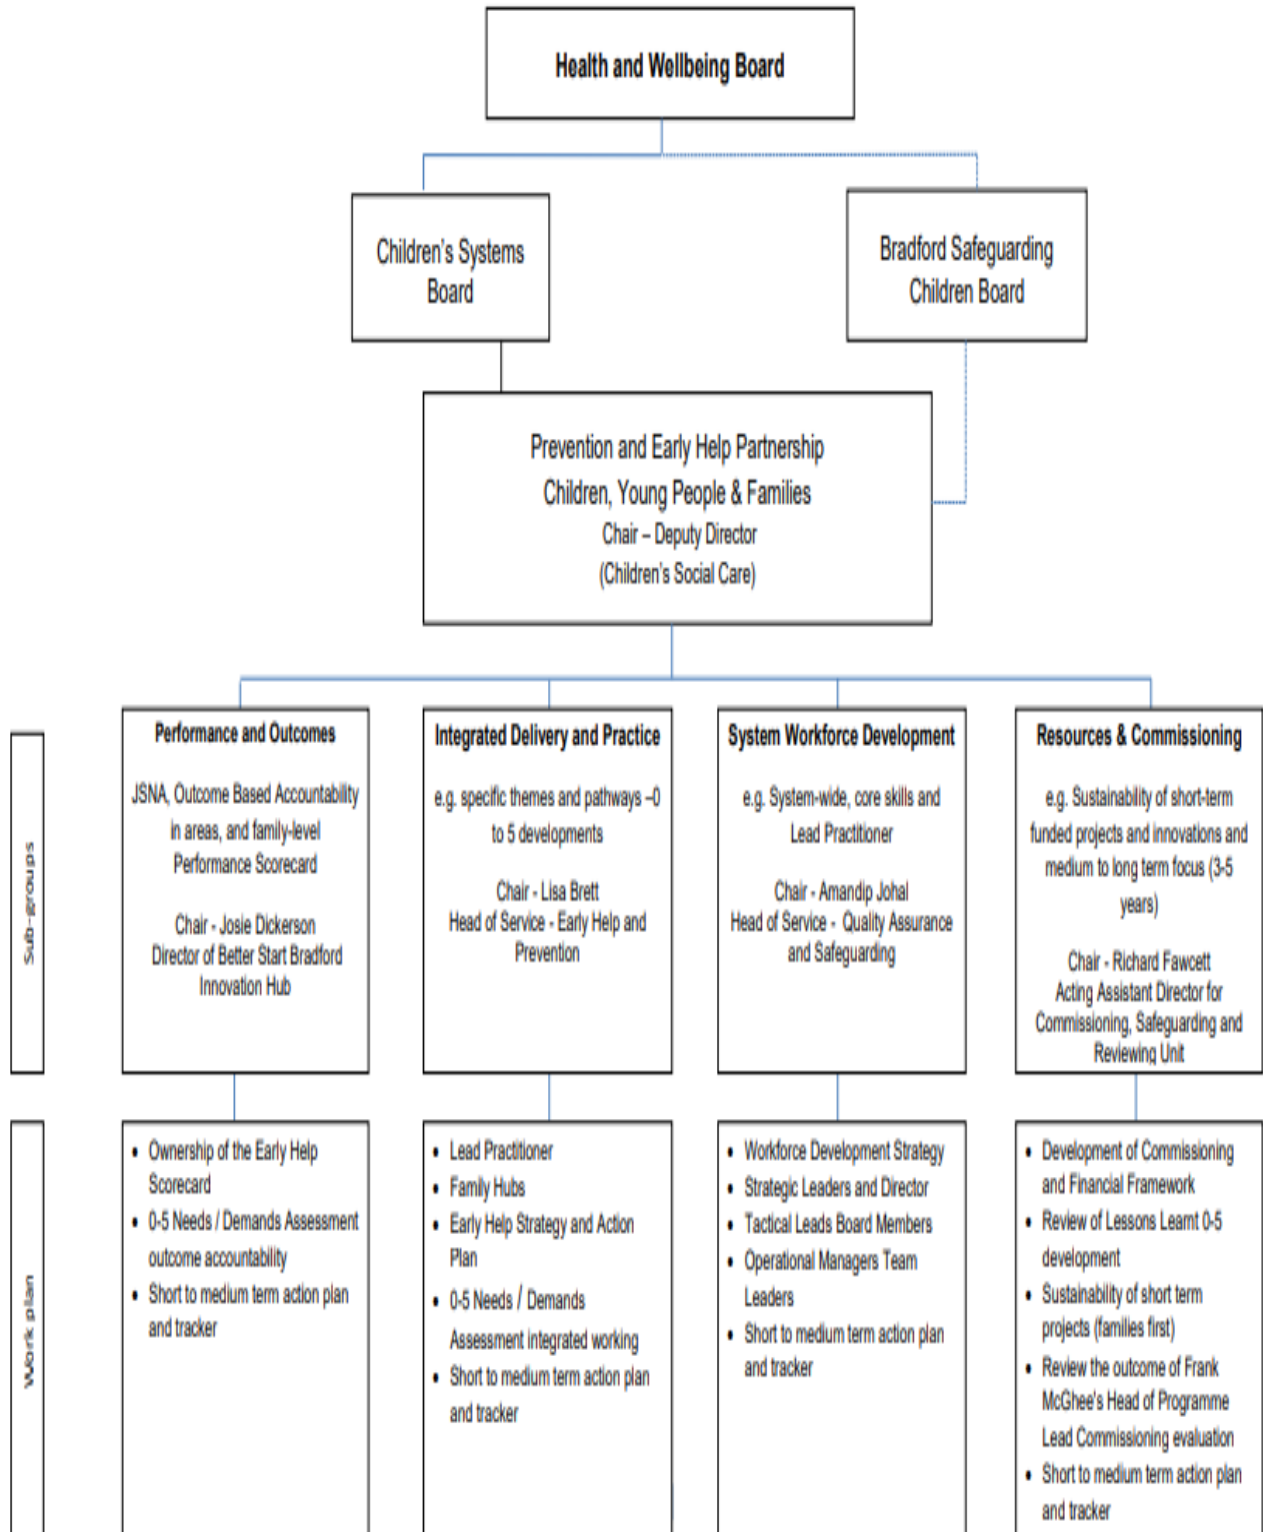 Health and Wellbeing Board
Children's Systems
Board
Bradford Safeguarding
Children Board
Prevention and Early Help Partnership
Children, Young People & Families
Chair – Deputy Director
(Children's Social Care)
Sub-groups
Performance and Outcomes
JSNA, Outcome Based Accountability
in areas, and family-level
Performance Scorecard
Chair - Josie Dickerson
Director of Better Start Bradford
Innovation Hub
Integrated Delivery and Practice
e.g. specific themes and pathways –0
to 5 developments
Chair - Lisa Brett
Head of Service - Early Help and
Prevention
System Workforce Development
e.g. System-wide, core skills and
Lead Practitioner
Chair - Amandip Johal
Head of Service - Quality Assurance
and Safeguarding
Resources & Commissioning
e.g. Sustainability of short-term
funded projects and innovations and
medium to long term focus (3-5
years)
Chair - Richard Fawcett
Acting Assistant Director for
Commissioning, Safeguarding and
Reviewing Unit
Work plan
• Ownership of the Early Help
Scorecard
• 0-5 Needs / Demands Assessment
outcome accountability
• Short to medium term action plan
and tracker
• Lead Practitioner
• Family Hubs
• Early Help Strategy and Action
Plan
• 0-5 Needs / Demands
Assessment integrated working
• Short to medium term action plan
and tracker
• Workforce Development Strategy
• Strategic Leaders and Director
• Tactical Leads Board Members
• Operational Managers Team
Leaders
• Short to medium term action plan
and tracker
• Development of Commissioning
and Financial Framework
• Review of Lessons Learnt 0-5
development
• Sustainability of short term
projects (families first)
• Review the outcome of Frank
McGhee's Head of Programme
Lead Commissioning evaluation
• Short to medium term action plan
and tracker